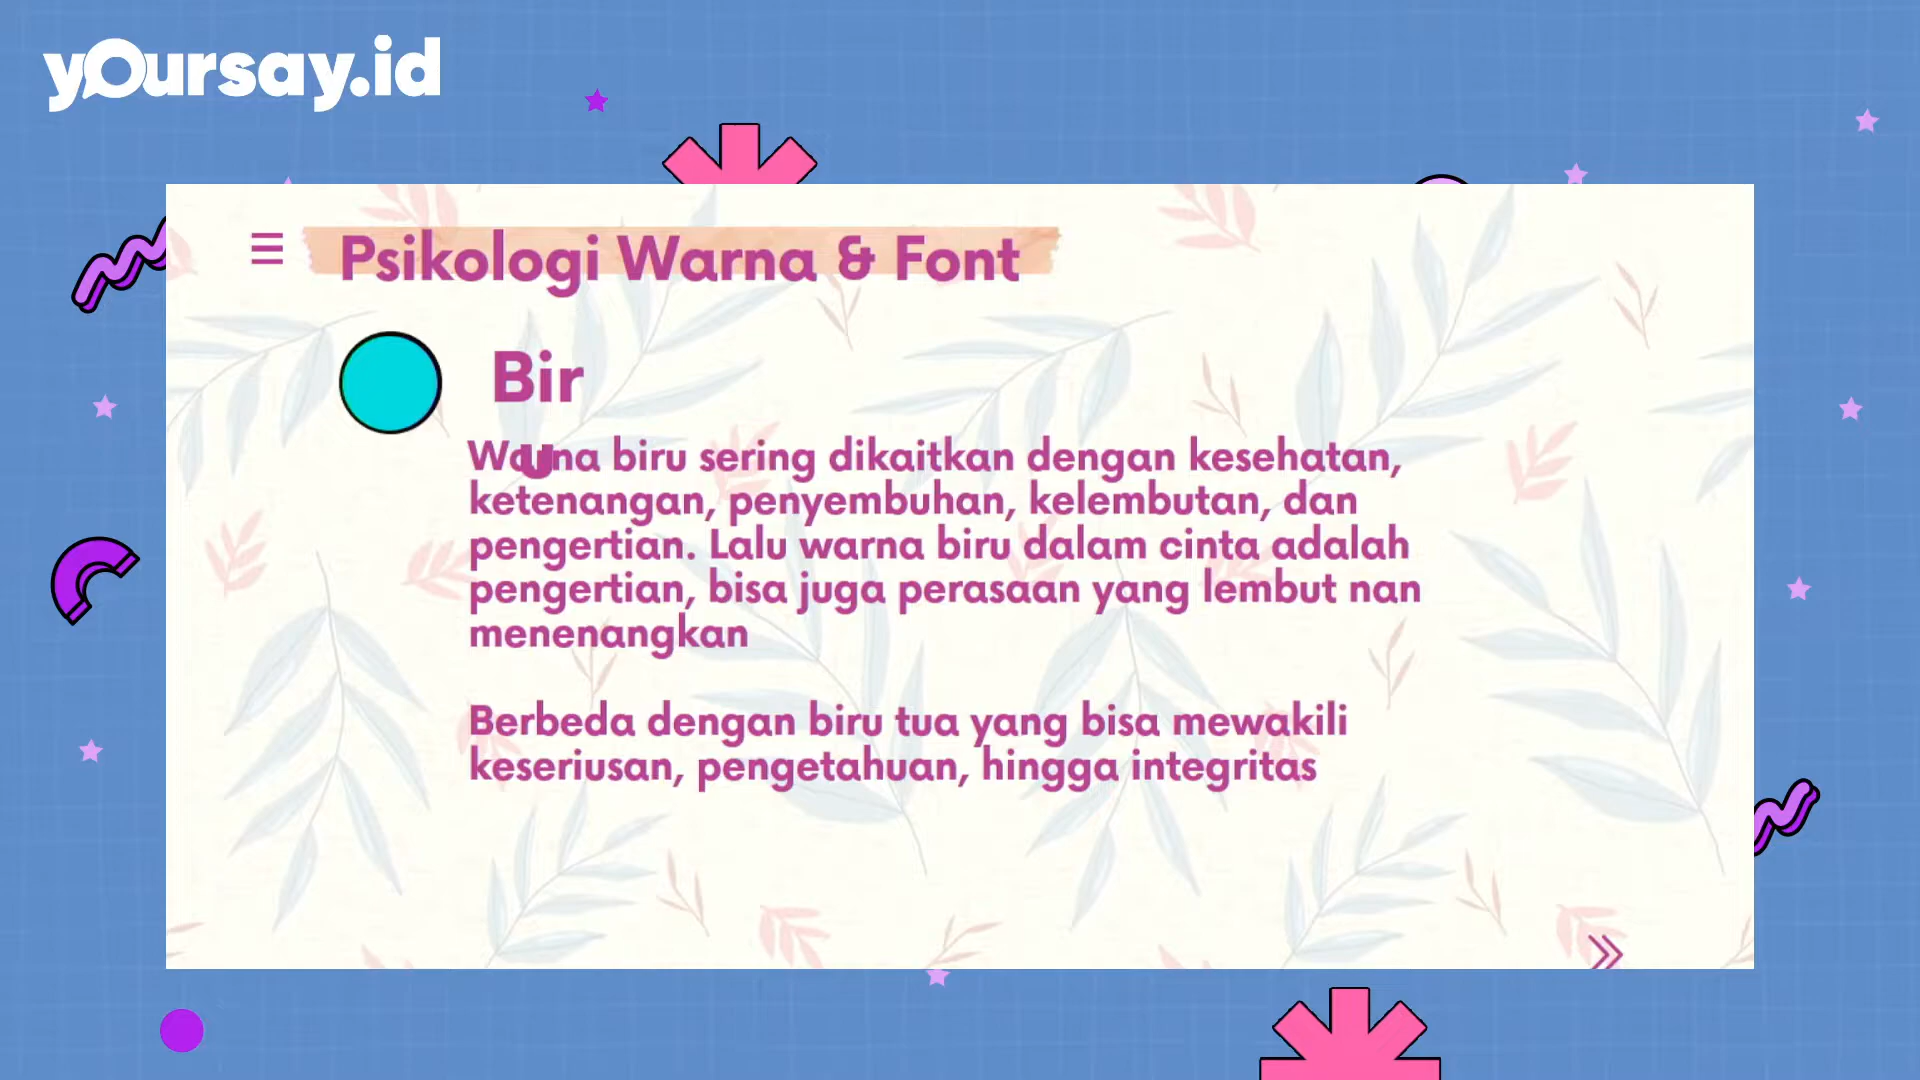 yoursay.id
Psikologi Warna & Font
Bir
u
Warna biru sering dikaitkan dengan kesehatan,
ketenangan, penyembuhan, kelembutan, dan
pengertian. Lalu warna biru dalam cinta adalah
pengertian, bisa juga perasaan yang lembut nan
menenangkan
Berbeda dengan biru tua yang bisa mewakili
keseriusan, pengetahuan, hingga integritas